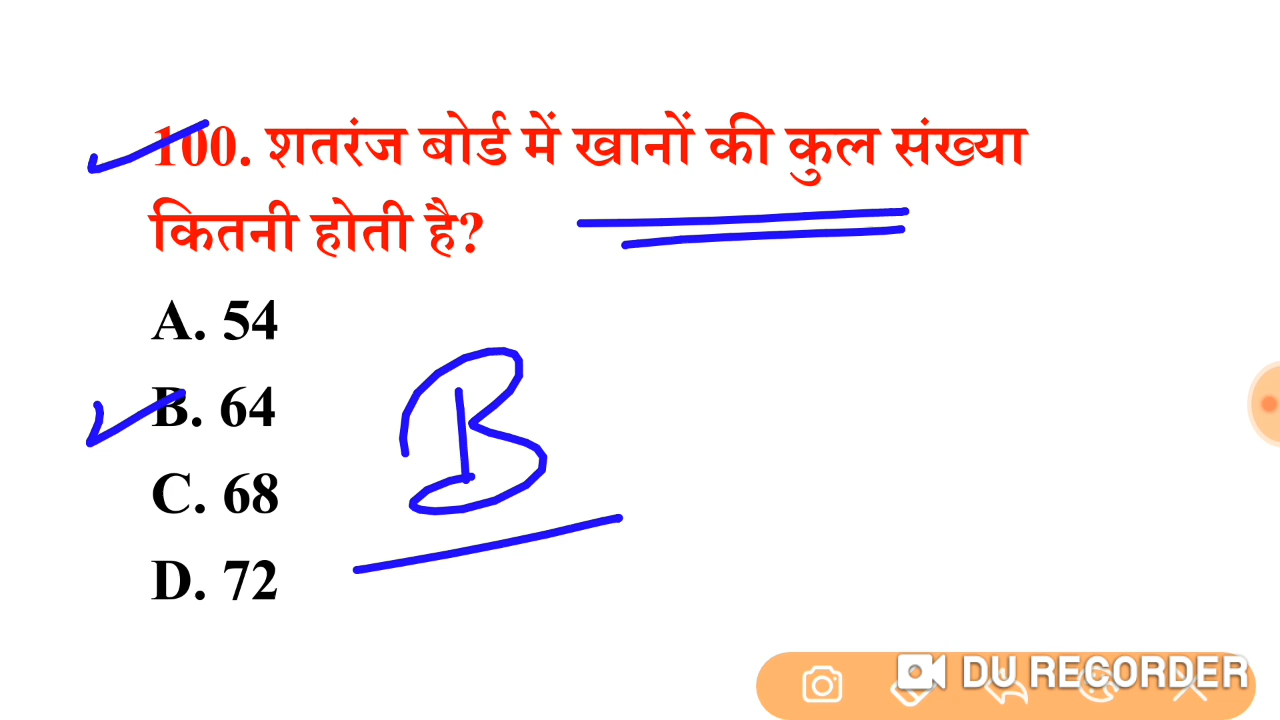 100. शतरंज बोर्ड में खानों की कुल संख्या
कितनी होती है?
A. 54
B. 64
B
C. 68
D. 72
DU RECORDER